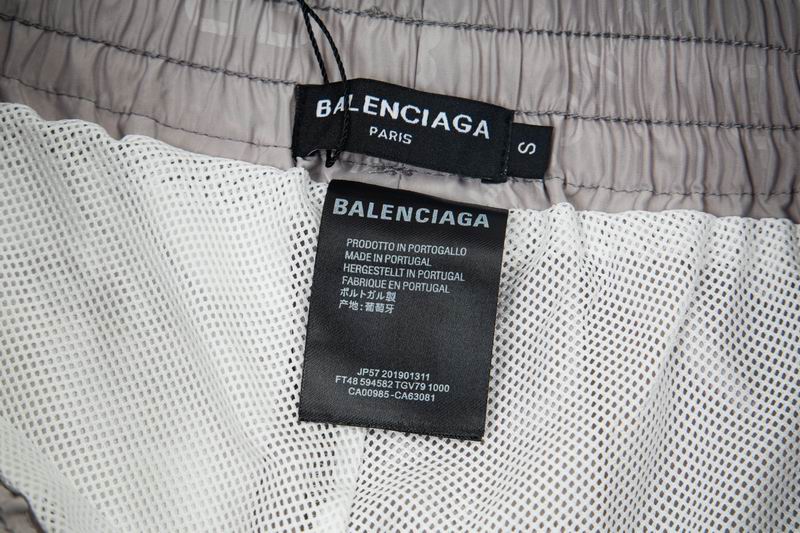 BALENCIAGA
PARIS
S
BALENCIAGA
PRODOTTO IN PORTOGALLO
MADE IN PORTUGAL
HERGESTELLT IN PORTUGAL
FABRIQUE EN PORTUGAL
ポルトガル製
产地:葡萄牙
JP57 201901311
FT48 594582 TGV79 1000
CA00985-CA63081